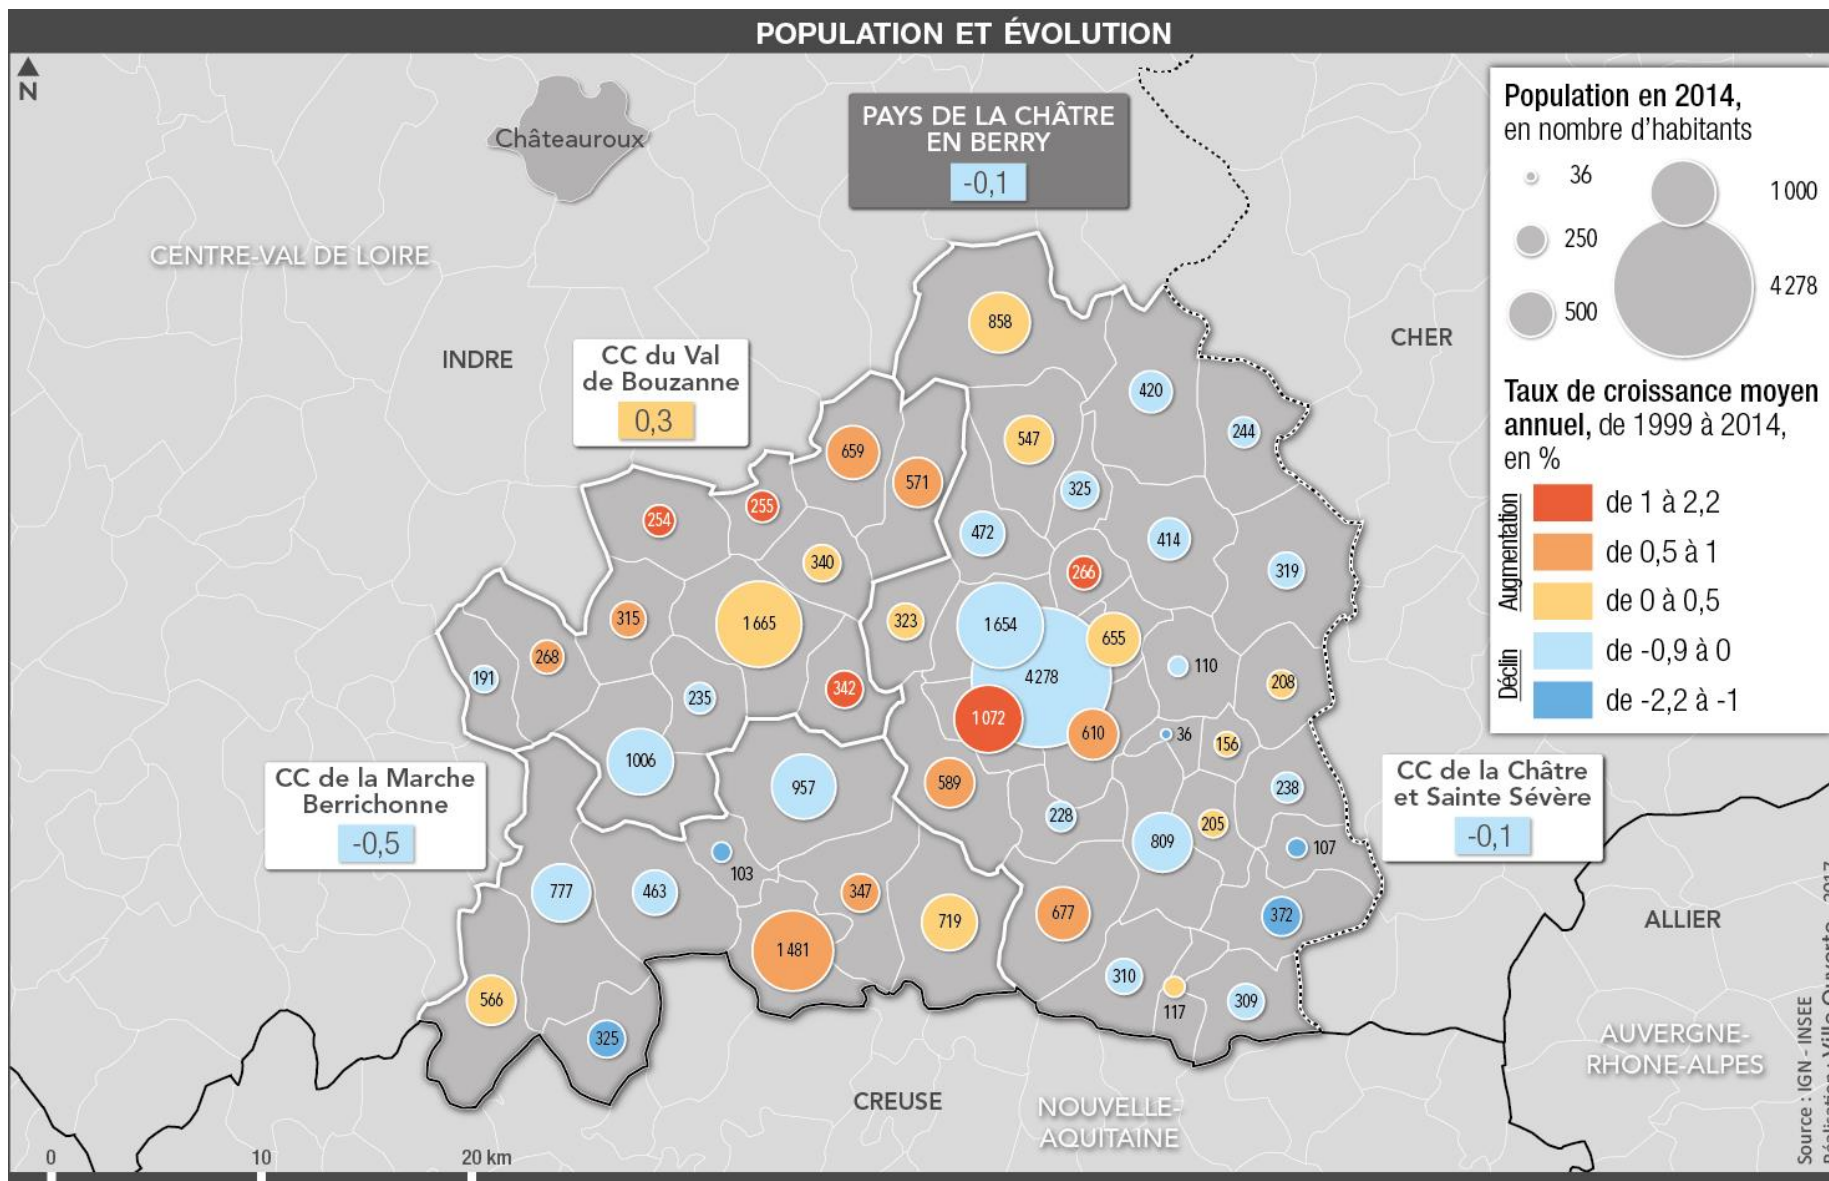 POPULATION ET ÉVOLUTION
N
Châteauroux
PAYS DE LA CHÂTRE
EN BERRY
-0,1
CENTRE-VAL DE LOIRE
INDRE
CHER
CC du Val
de Bouzanne
0,3
858
420
244
547
659
571
325
255
254
472
414
340
266
319
315
1 665
323
1 654
655
268
191
110
4 278
208
235
342
1 072
610
36
156
1006
957
589
238
228
205
809
107
CC de la Marche
Berrichonne
-0,5
CC de la Châtre
et Sainte Sévère
-0,1
103
777
463
347
719
677
372
1 481
310
117
309
566
325
ALLIER
AUVERGNE-
RHONE-ALPES
CREUSE
NOUVELLE-
AQUITAINE
0
10
20 km
Population en 2014,
en nombre d'habitants
36
1 000
250
4 278
500
Taux de croissance moyen
annuel, de 1999 à 2014,
en %
Augmentation
de 1 à 2,2
de 0,5 à 1
de 0 à 0,5
Déclin
de -0,9 à 0
de -2,2 à -1
Source : IGN - INSEE
Réalisation : Ville Ouverte - 2017